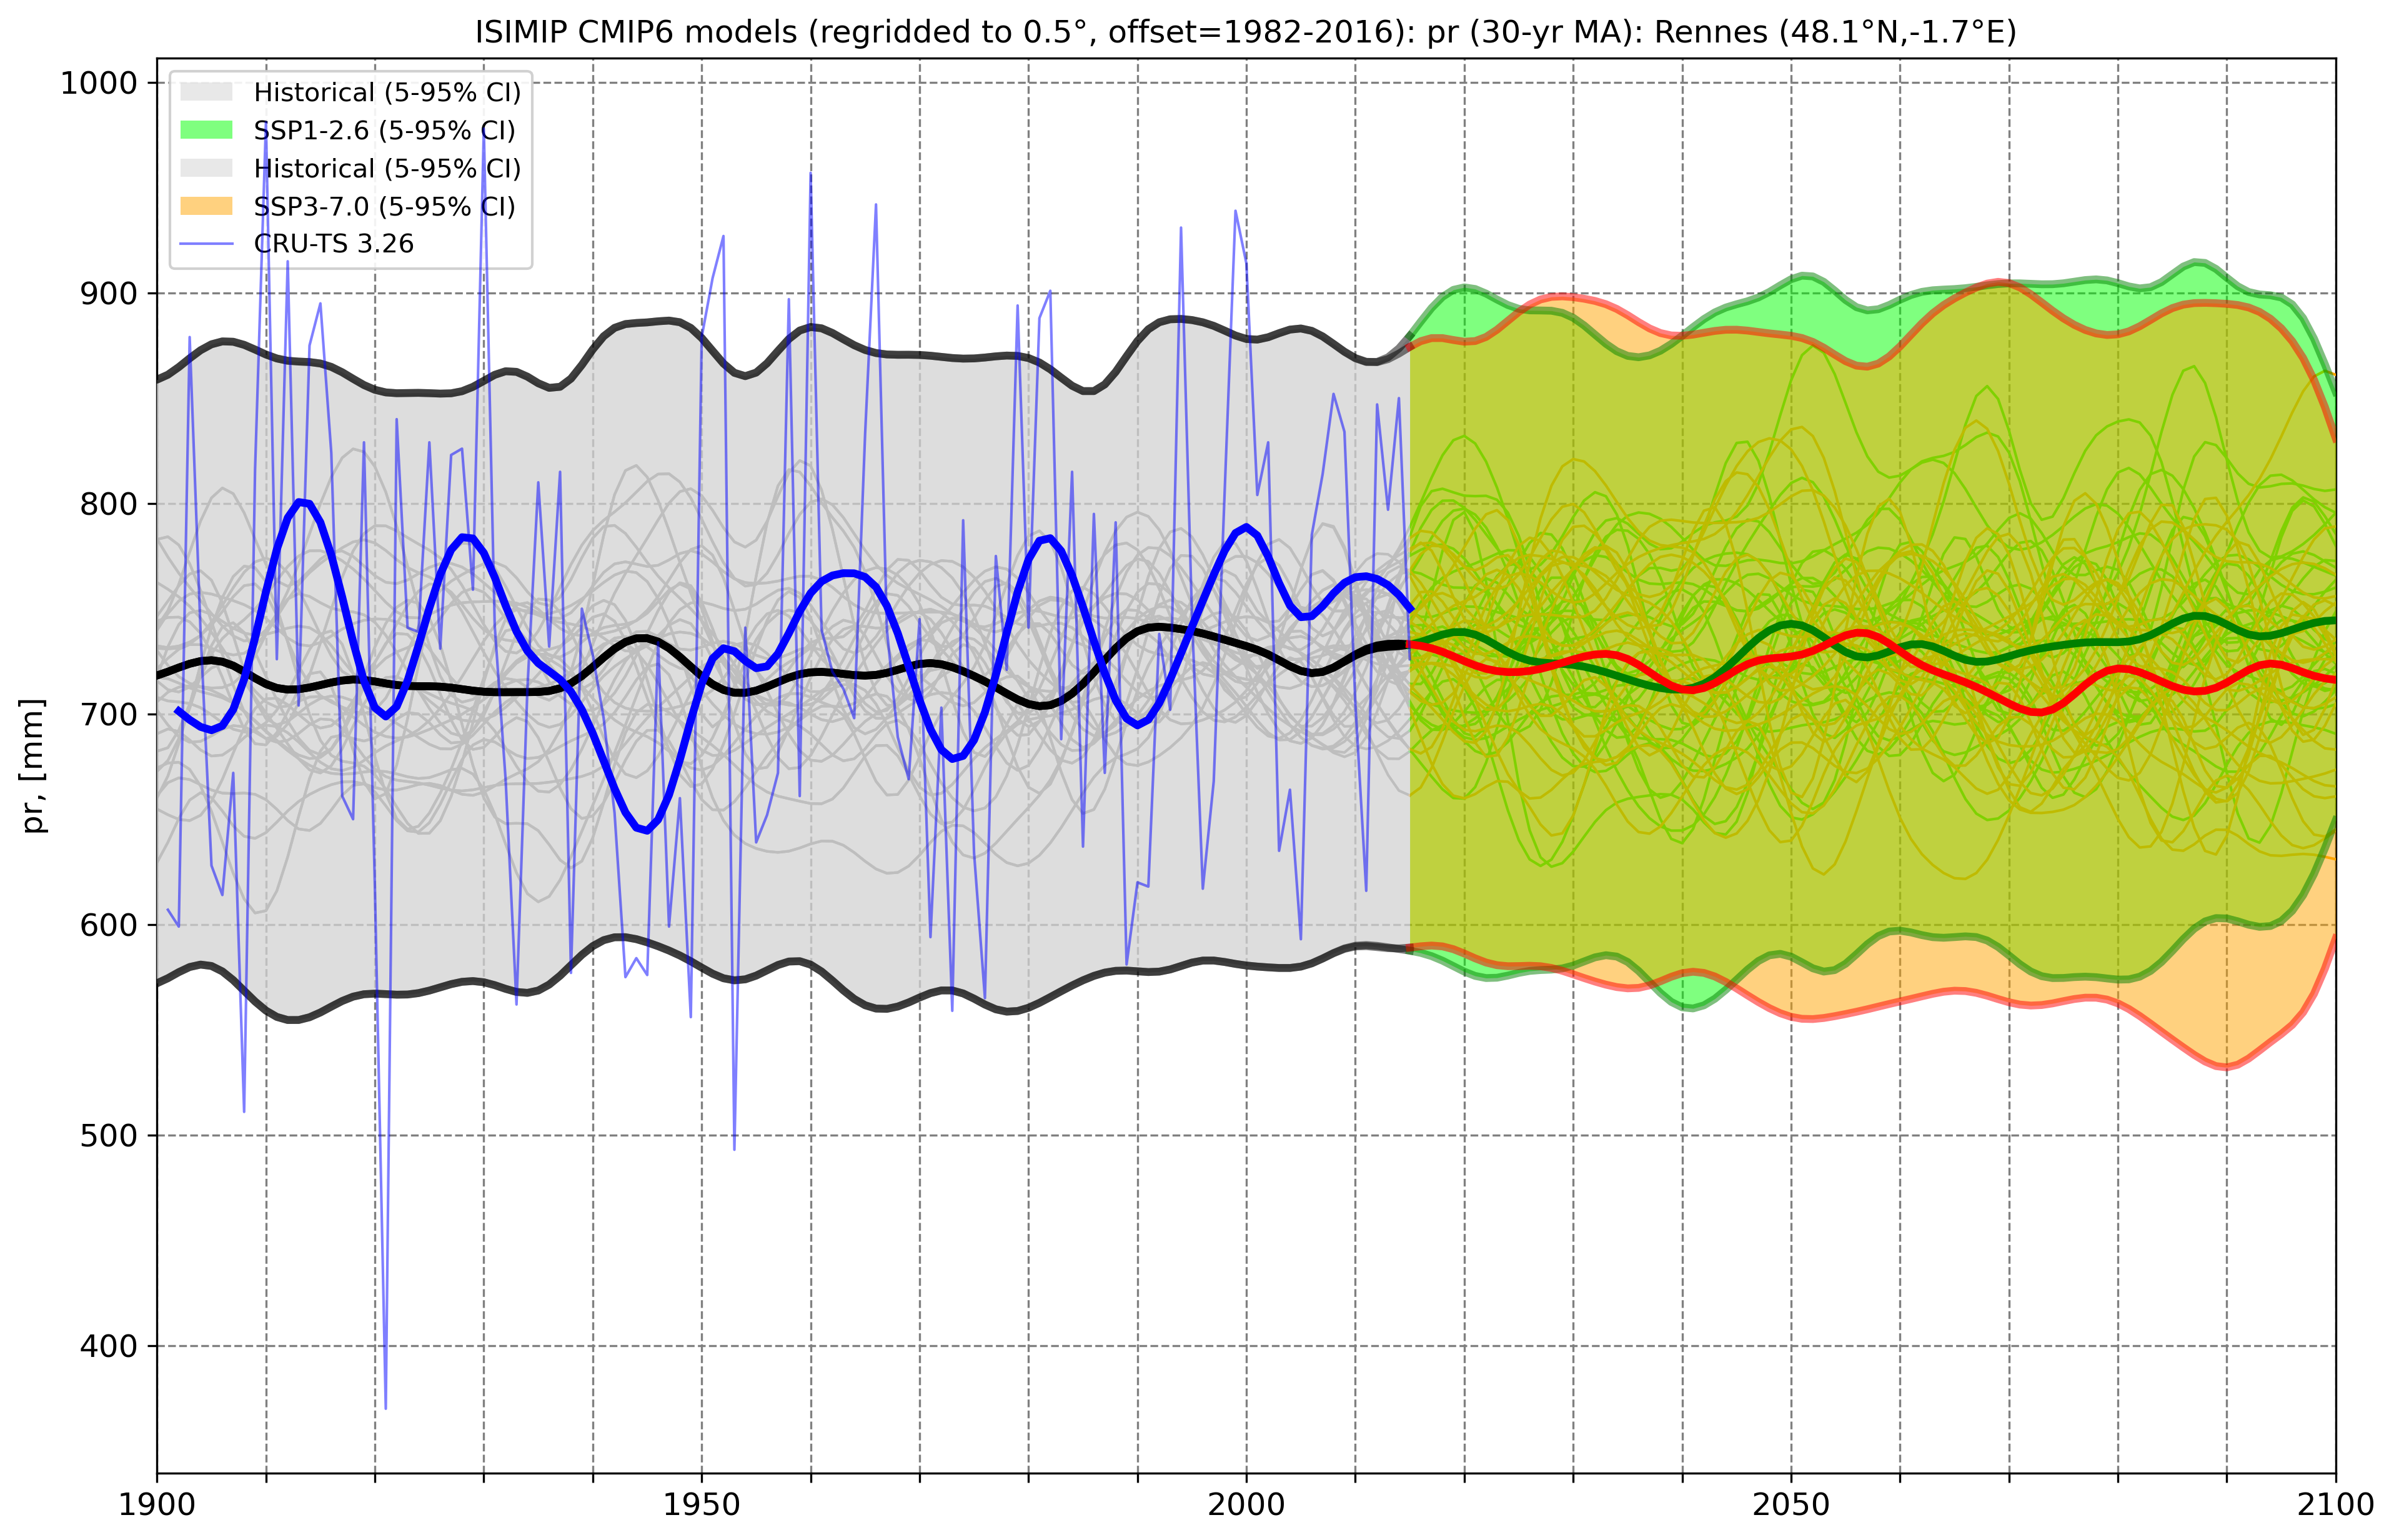 ISIMIP CMIP6 models (regridded to 0.5°, offset=1982-2016): pr (30-yr MA): Rennes (48.1°N,-1.7°E)
Historical (5-95% CI)
SSP1-2.6 (5-95% CI)
Historical (5-95% CI)
SSP3-7.0 (5-95% CI)
CRU-TS 3.26
1000
900
800
700
600
500
400
pr, [mm]
1900 1950 2000 2050 2100